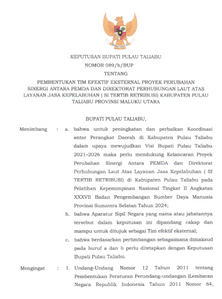 KEPUTUSAN BUPATI PULAU TALIABU
NOMOR 089/b/BUP
TENTANG
PEMBENTUKAN TIM EFEKTIF EKSTERNAL PROYEK PERUBAHAN
SINERGI ANTARA PEMDA DAN DIREKTORAT PERHUBUNGAN LAUT ATAS
LAYANAN JASA KEPELABUHAN ( SI TERTIB RETRIBUSI) KABUPATEN PULAU
TALIABU PROVINSI MALUKU UTARA
BUPATI PULAU TALIABU,
Menimbang : a. bahwa untuk peningkatan dan perbaikan Koordinasi
antar Perangkat Daerah di Kabupaten Pulau Taliabu
dalam upaya mewujudkan Visi Bupati Pulau Taliabu
2021-2026 maka perlu mendukung Kelancaran Proyek
Perubahan Sinergi Antara PEMDA dan Direktorat
Perhubungan Laut Atas Layanan Jasa Kepelabuhan ( SI
TERTIB RETRIBUSI) di Kabupaten Pulau Taliabu pada
Pelatihan Kepemimpinan Nasional Tingkat II Angkatan
XXXVII Badan Pengembangan Sumber Daya Manusia
Provinsi Sumatera Selatan Tahun 2024;
b. bahwa Aparatur Sipil Negara yang nama atau jabatannya
tersebut dalam keputusan ini dipandang cakap dan
mampu untuk ditunjuk sebagai Tim efektif eksternal;
c. bahwa berdasarkan pertimbangan sebagaimana dimaksud
pada huruf a dan b perlu ditetapkan dengan Keputusan
Bupati Pulau Taliabu.
Mengingat : 1. Undang-Undang Nomor 12 Tahun 2011 tentang
Pembentukan Peraturan Perundang-undangan (Lembaran
Negara Republik Indonesia Tahun 2011 Nomor 64,